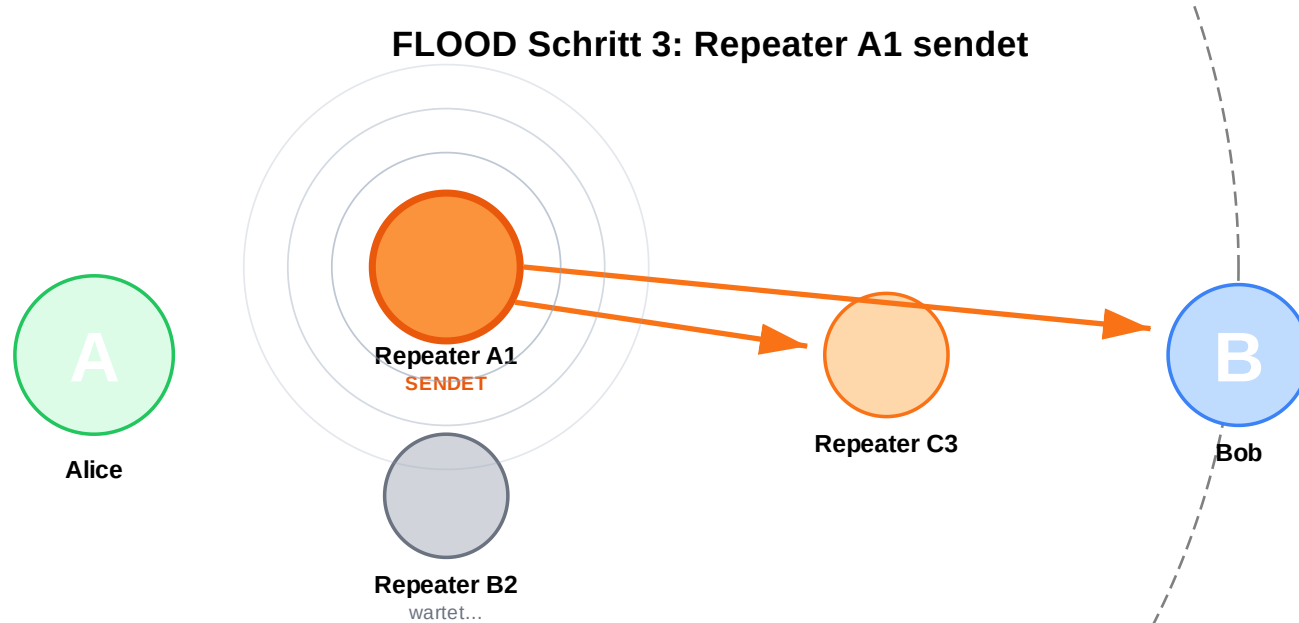 FLOOD Schritt 3: Repeater A1 sendet
A
Alice
Repeater A1
SENDET
Repeater B2
wartet...
Repeater C3
B
Bob